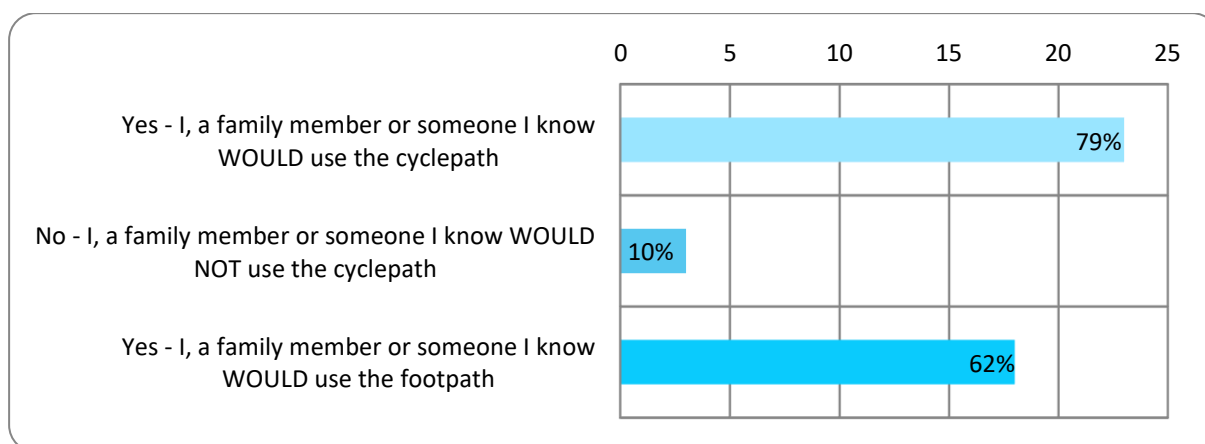 0 5 10 15 20 25
Yes - I, a family member or someone I know
WOULD use the cyclepath
79%
No - I, a family member or someone I know WOULD
NOT use the cyclepath
10%
Yes - I, a family member or someone I know
WOULD use the footpath
62%